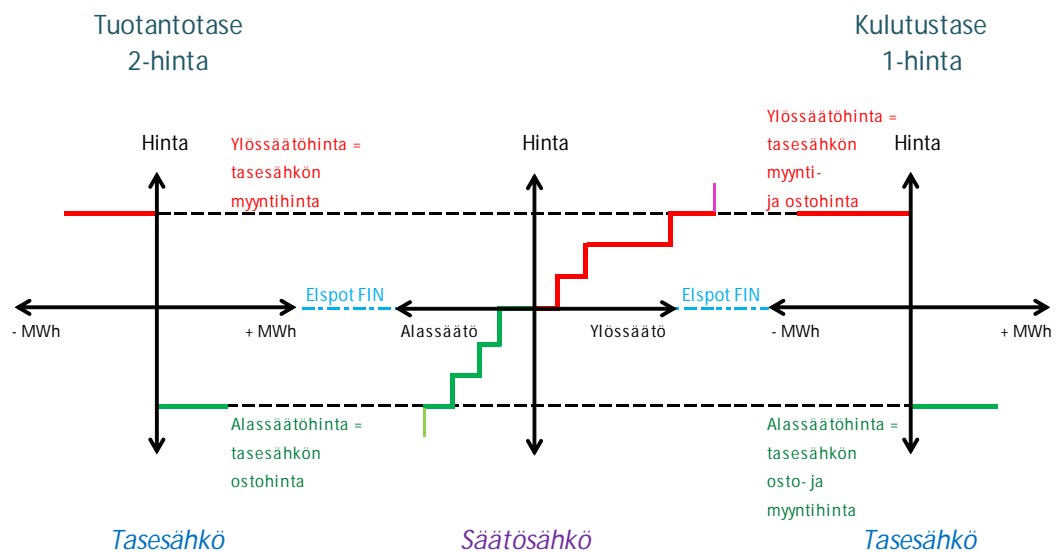 Tuotantotase
2-hinta
Kulutustase
1-hinta
Hinta
Ylössäätöhinta =
tasesähkön
myyntihinta
Hinta
Ylössäätöhinta =
tasesähkön
myynti-
ja ostohinta
Hinta
- MWh
+ MWh
Elspot FIN
Alassäätö
Ylössäätö
Elspot FIN
- MWh
+ MWh
Alassäätöhinta =
tasesähkön
ostohinta
Alassäätöhinta =
tasesähkön
osto- ja
myyntihinta
Tasesähkö
Säätösähkö
Tasesähkö